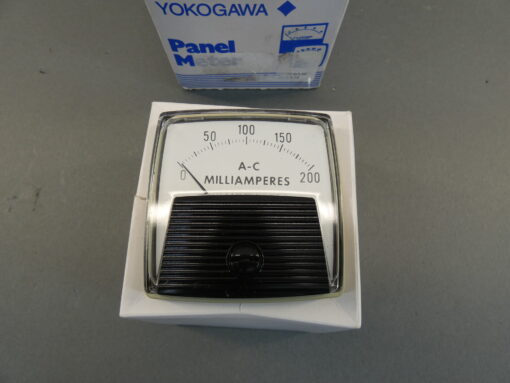 YOKOGAWA
Panel
Meter
0 50 100 150 200
A-C
MILLIAMPERES